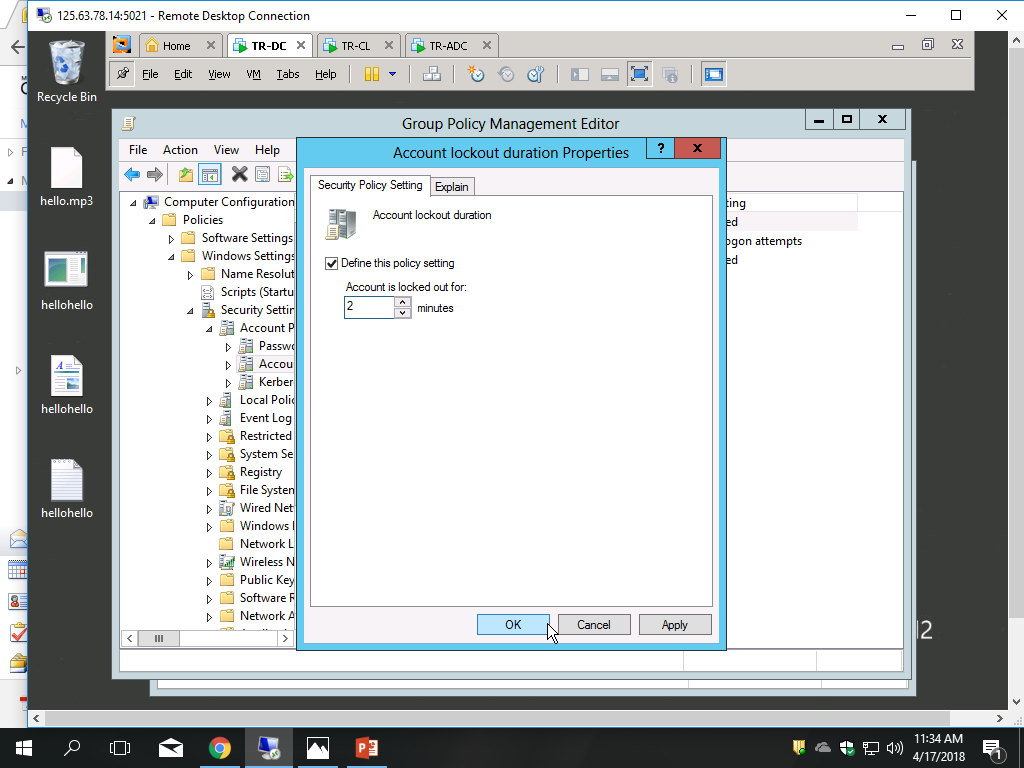 125.63.78.14:5021 - Remote Desktop Connection
Home
TR-DC
TR-CL
TR-ADC
File Edit View VM Tabs Help
Recycle Bin
hello.mp3
hellohello
hellohello
hellohello
Group Policy Management Editor
File Action View Help
Computer Configuration
Policies
Software Settings
Windows Settings
Name Resolut
Scripts (Startu
Security Settin
Account P
Passwo
Accou
Kerber
Local Polic
Event Log
Restricted
System Se
Registry
File System
Wired Net
Windows
Network L
Wireless N
Public Key
Software R
Network A
ting
ed
ogon attempts
ed
Account lockout duration Properties
?
Security Policy Setting
Explain
Account lockout duration
Define this policy setting
Account is locked out for:
2 minutes
OK Cancel Apply
11:34 AM
4/17/2018
1